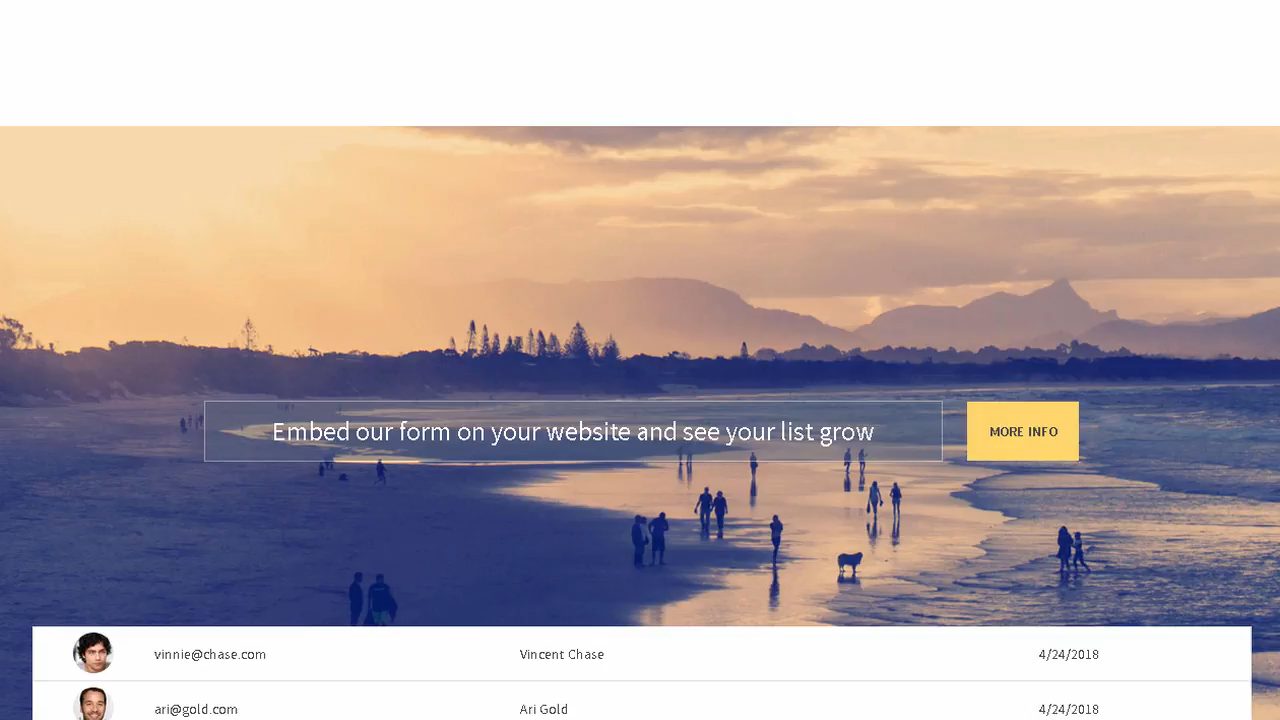 Embed our form on your website and see your list grow
MORE INFO
vinnie@chase.com Vincent Chase 4/24/2018
ari@gold.com Ari Gold 4/24/2018